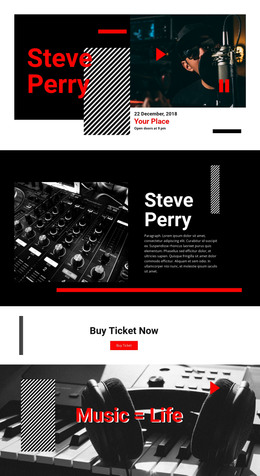 Steve
Perry
22 December, 2018
Your Place
Open doors at 9 pm
Steve
Perry
Paragraph. Lorem ipsum dolor sit amet,
consectetur adipiscing elit. Curabitur id
suscipit ex. Suspendisse rhoncus laoreet
purus quis elementum. Phasellus sed
efficitur dolor, et ultricies sapien. Quisque
fringilla sit amet dolor commodo efficitur.
Aliquam et sem odio. In ullamcorper nisi
nunc, et molestie ipsum iaculis sit amet.
Buy Ticket Now
Buy Ticket
Music = Life